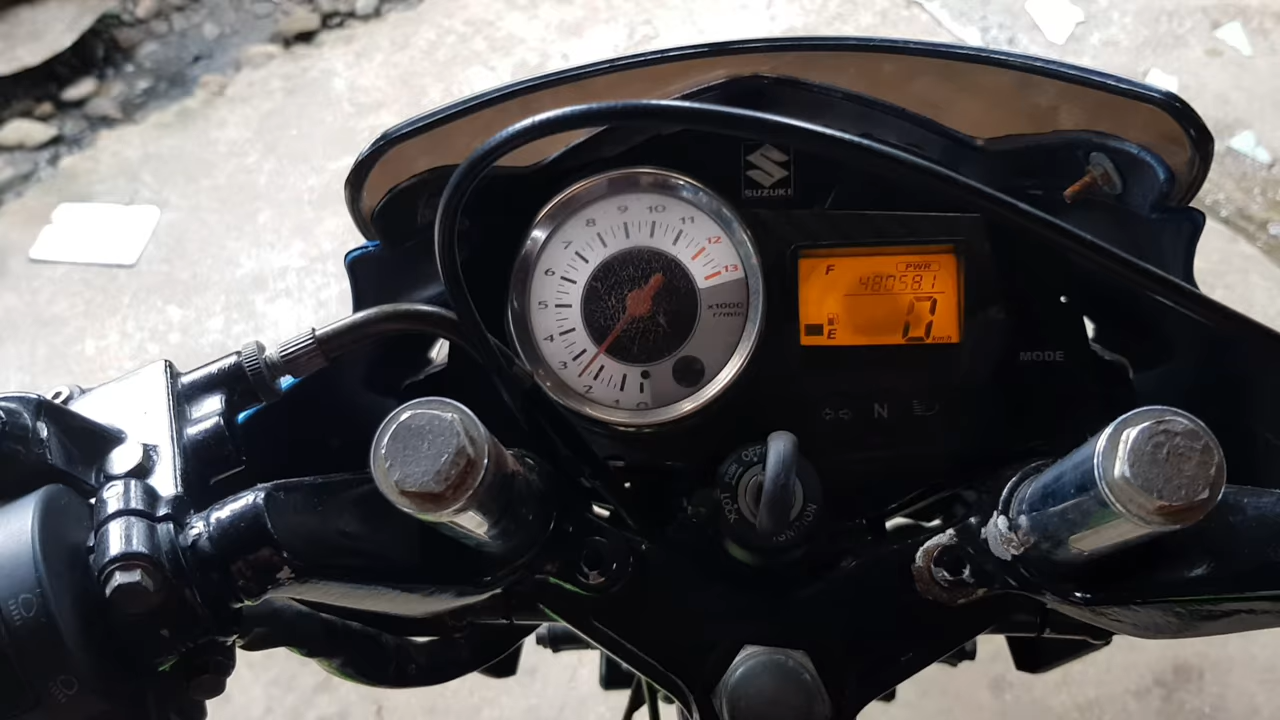 SUZUKI
0 1 2 3 4 5 6 7 8 9 10 11 12 13
x1000
r/min
F
PWR
48058.1
E
0
km/h
MODE
N
OFF
LOCK
ON